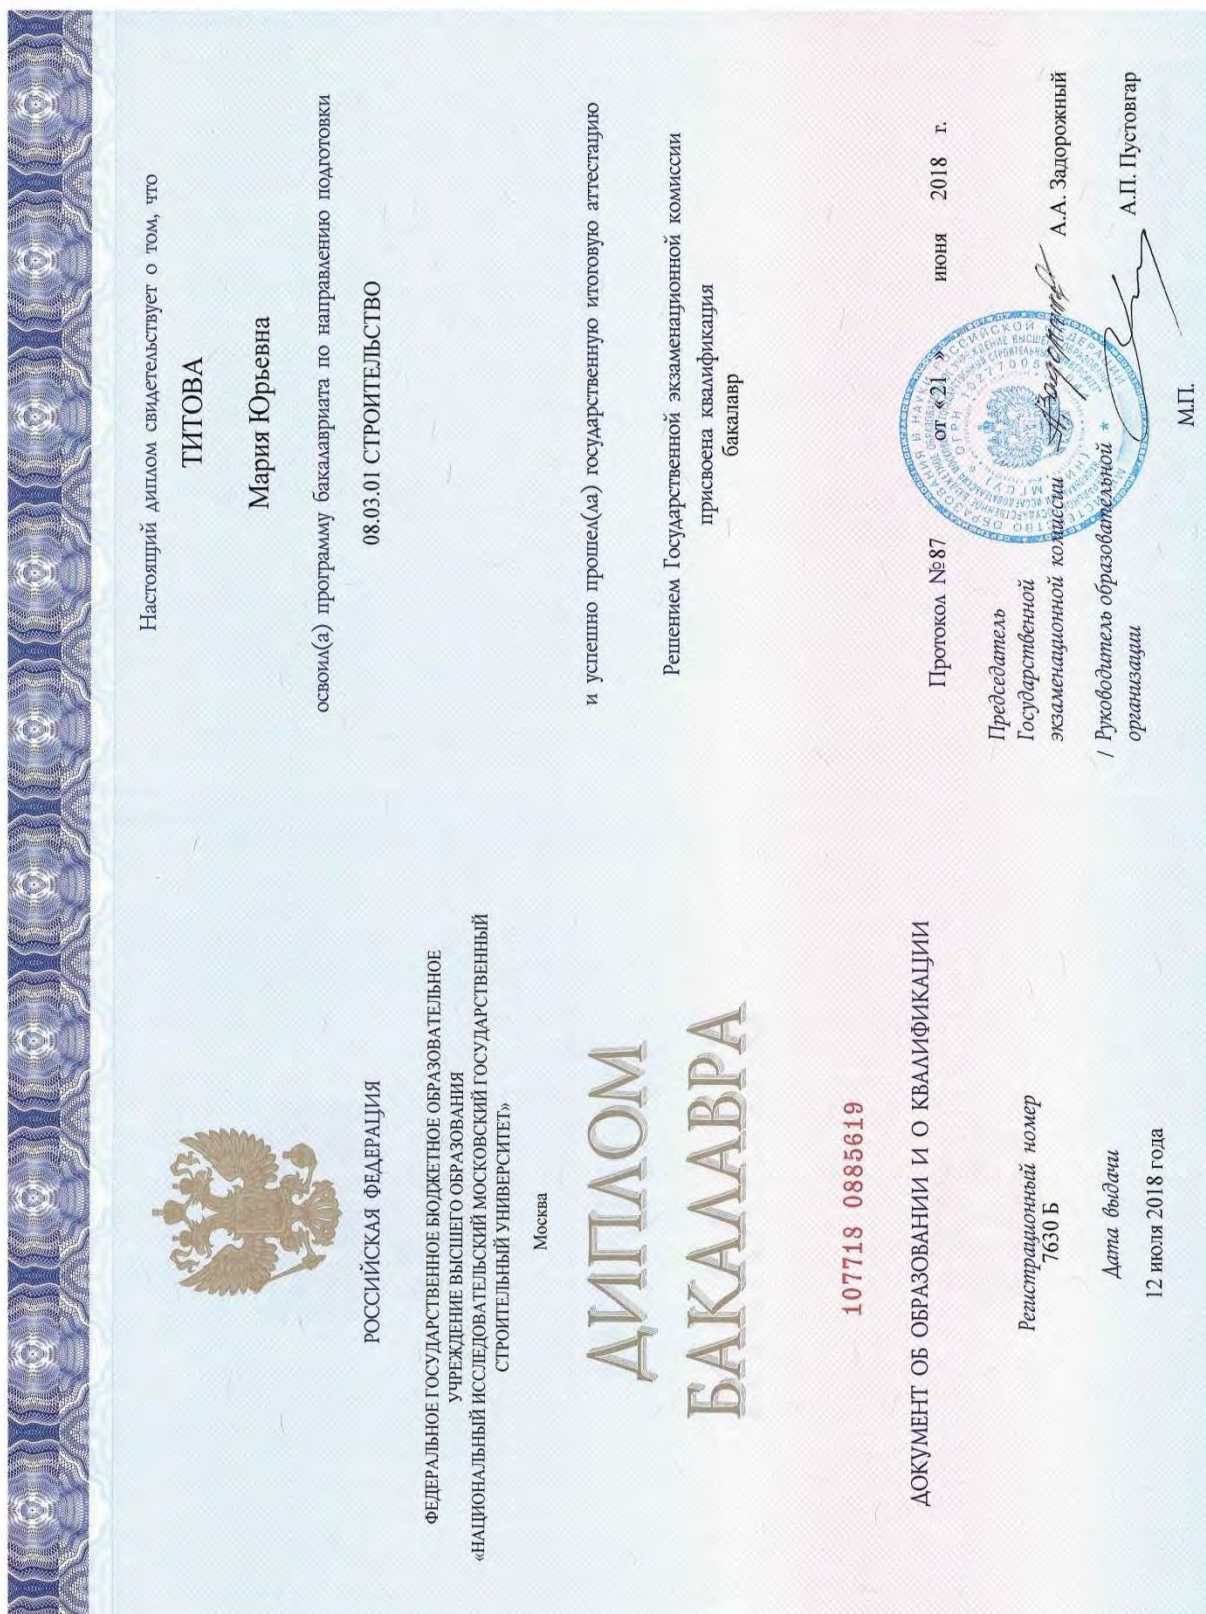 РОССИЙСКАЯ ФЕДЕРАЦИЯ
ФЕДЕРАЛЬНОЕ ГОСУДАРСТВЕННОЕ БЮДЖЕТНОЕ ОБРАЗОВАТЕЛЬНОЕ
УЧРЕЖДЕНИЕ ВЫСШЕГО ОБРАЗОВАНИЯ
«НАЦИОНАЛЬНЫЙ ИССЛЕДОВАТЕЛЬСКИЙ МОСКОВСКИЙ ГОСУДАРСТВЕННЫЙ
СТРОИТЕЛЬНЫЙ УНИВЕРСИТЕТ»
Москва
ДИПЛОМ
БАКАЛАВРА
107718 0885619
ДОКУМЕНТ ОБ ОБРАЗОВАНИИ И О КВАЛИФИКАЦИИ
Регистрационный номер
7630 Б
Дата выдачи
12 июля 2018 года
Настоящий диплом свидетельствует о том, что
ТИТОВА
Мария Юрьевна
освоил(а) программу бакалавриата по направлению подготовки
08.03.01 СТРОИТЕЛЬСТВО
и успешно прошел(ла) государственную итоговую аттестацию
Решением Государственной экзаменационной комиссии
присвоена квалификация
бакалавр
Протокол №87 от «21 » июня 2018 г.
Председатель
Государственной
экзаменационной комиссии А.А. Задорожный
/ Руководитель образовательной
организации А.П. Пустовгар
М.П.